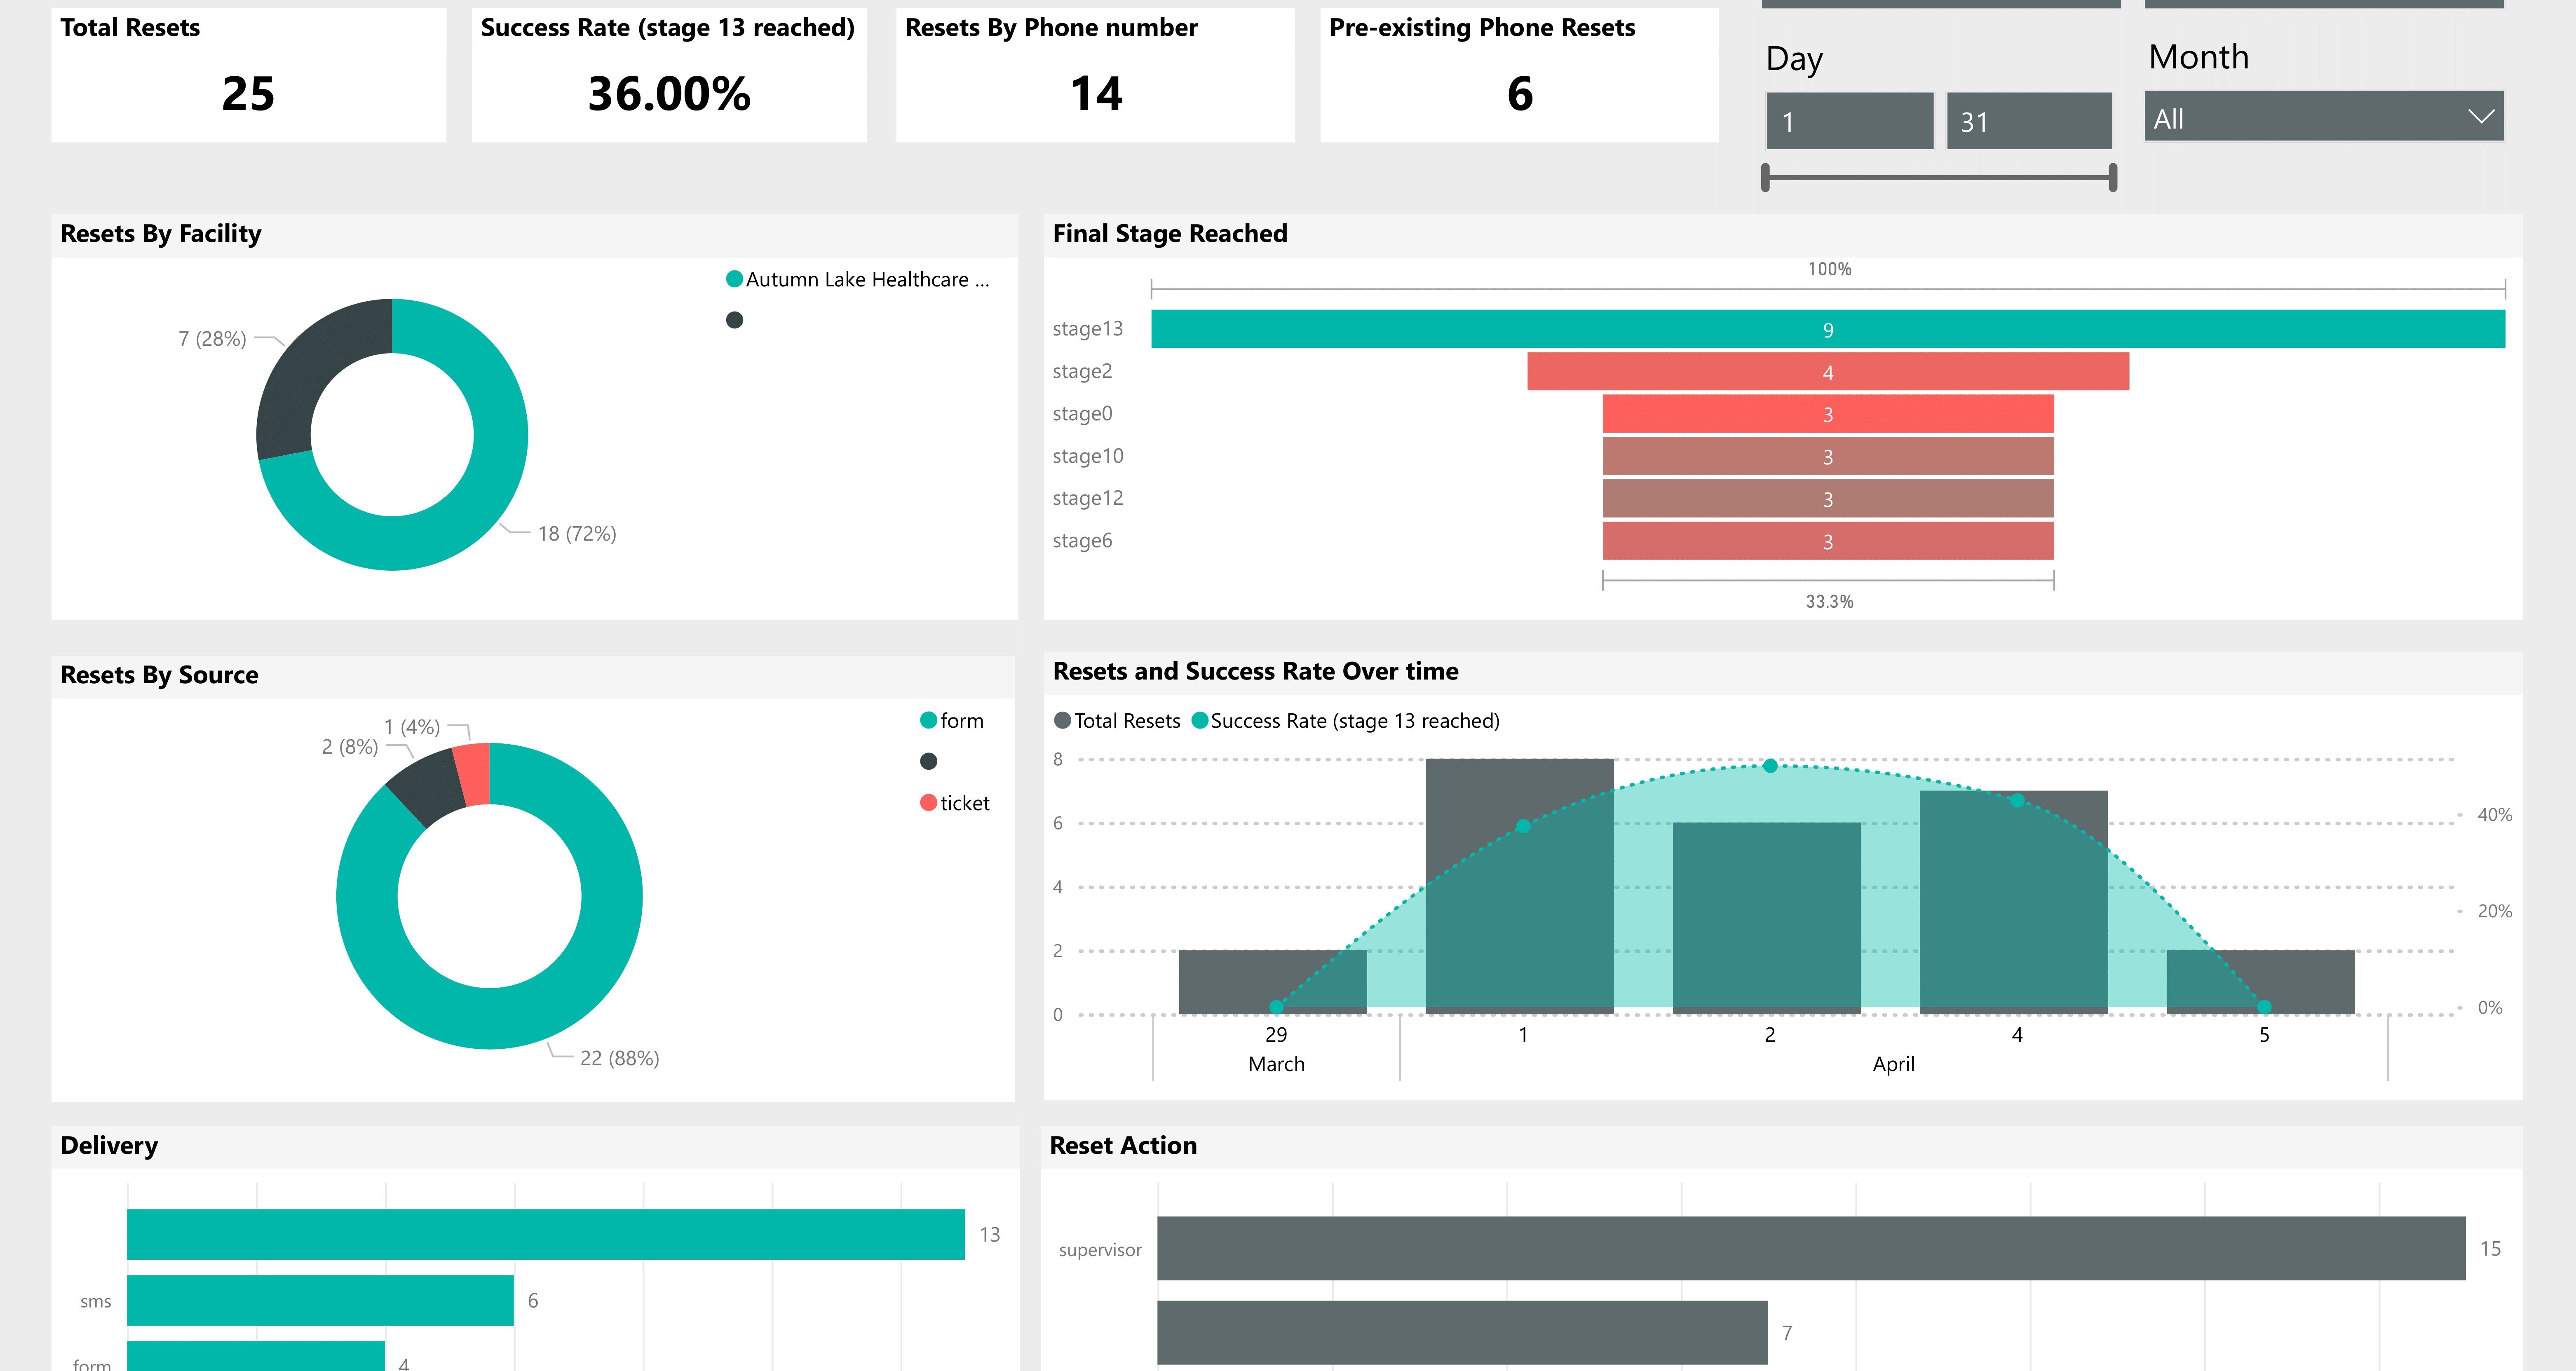 Total Resets
25
Success Rate (stage 13 reached)
36.00%
Resets By Phone number
14
Pre-existing Phone Resets
6
Day
1
31
Month
All
Resets By Facility
Autumn Lake Healthcare ...
7 (28%)
18 (72%)
Final Stage Reached
100%
stage13
9
stage2
4
stage0
3
stage10
3
stage12
3
stage6
3
33.3%
Resets By Source
form
ticket
1 (4%)
2 (8%)
22 (88%)
Resets and Success Rate Over time
Total Resets
Success Rate (stage 13 reached)
8
6
4
2
0
40%
20%
0%
29
1
2
4
5
March
April
Delivery
13
sms
6
form
4
Reset Action
supervisor
15
7